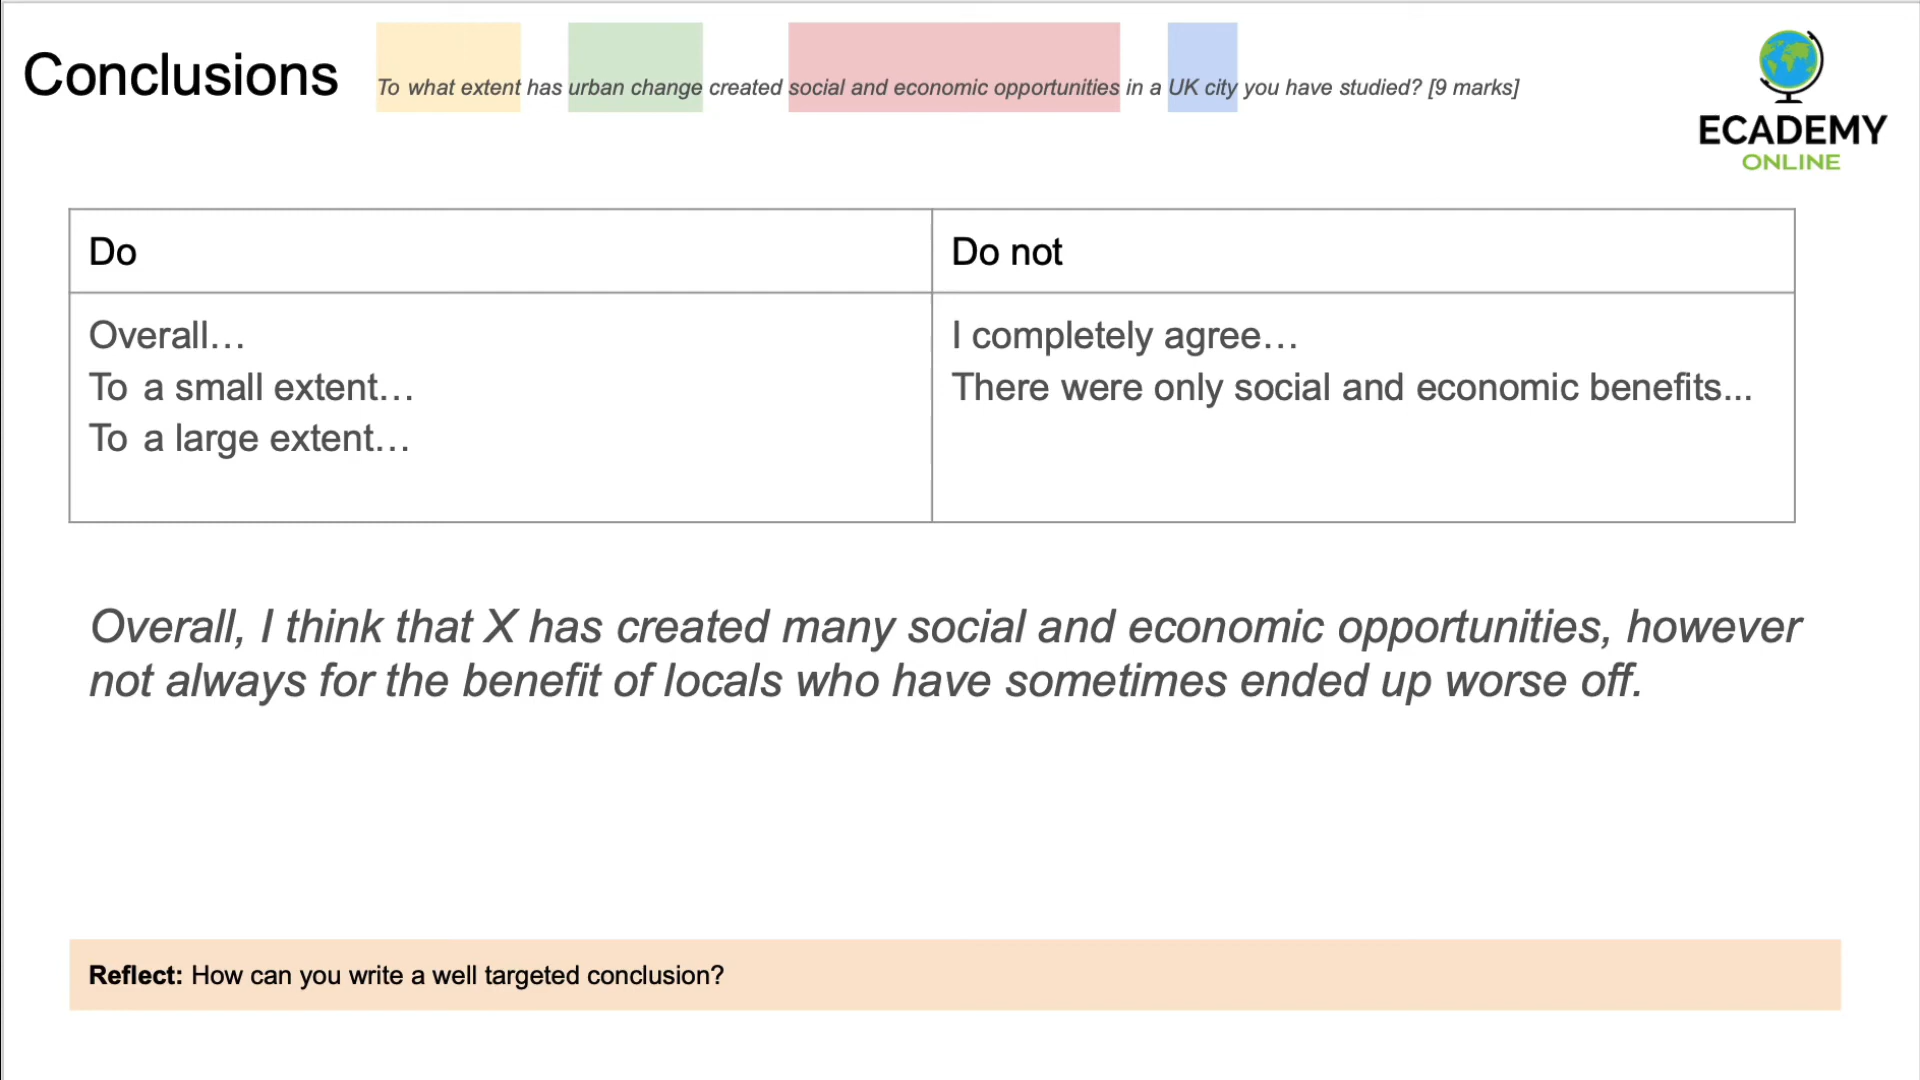 Conclusions
To what extent has urban change created social and economic opportunities in a UK city you have studied? [9 marks]
ECADEMY
ONLINE
Do
Do not
Overall…
To a small extent…
To a large extent…
I completely agree…
There were only social and economic benefits...
Overall, I think that X has created many social and economic opportunities, however
not always for the benefit of locals who have sometimes ended up worse off.
Reflect: How can you write a well targeted conclusion?